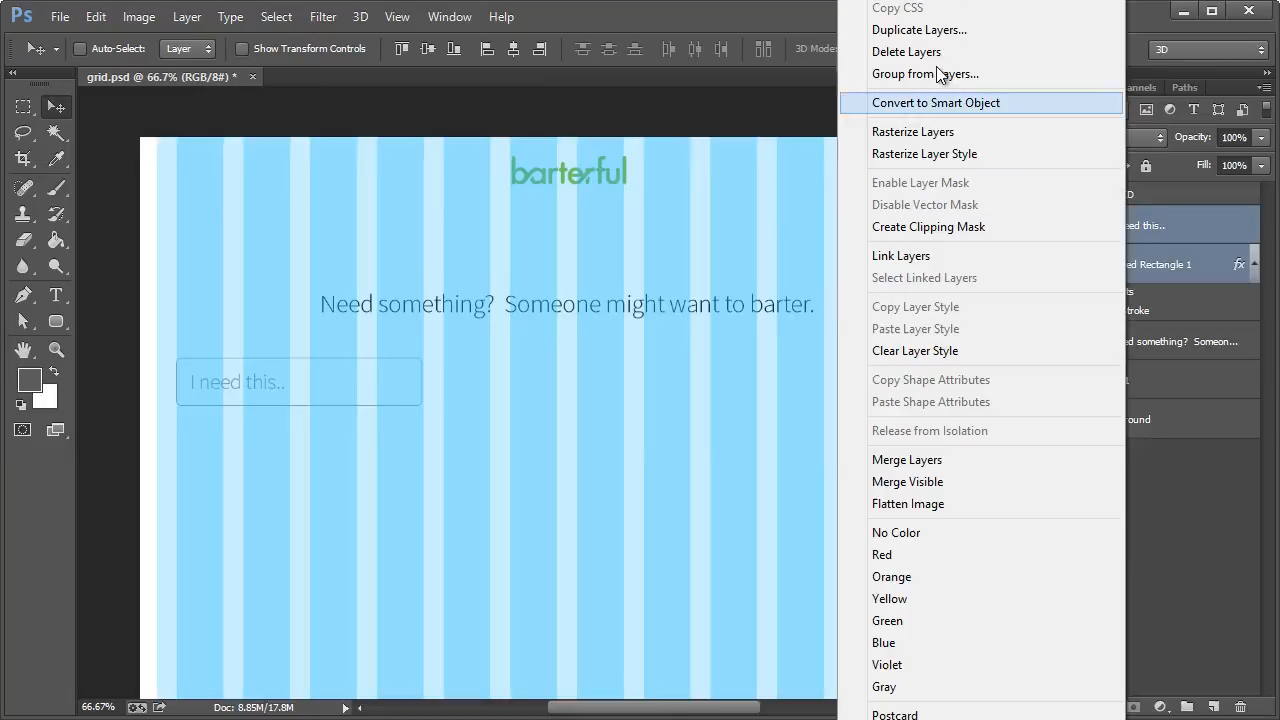 Ps File Edit Image Layer Type Select Filter 3D View Window Help
Auto-Select: Layer Show Transform Controls 3D Mode 3D
grid.psd @ 66.7% (RGB/8#) *
Paths
Opacity: 100%
Fill: 100%
barterful
Need something? Someone might want to barter.
I need this..
Copy CSS
Duplicate Layers...
Delete Layers
Group from Layers...
Convert to Smart Object
Rasterize Layers
Rasterize Layer Style
Enable Layer Mask
Disable Vector Mask
Create Clipping Mask
Link Layers
Select Linked Layers
Copy Layer Style
Paste Layer Style
Clear Layer Style
Copy Shape Attributes
Paste Shape Attributes
Release from Isolation
Merge Layers
Merge Visible
Flatten Image
No Color
Red
Orange
Yellow
Green
Blue
Violet
Gray
Postcard
annels
eed this..
ed Rectangle 1 fx
troke
ed something? Someon...
ound
66.67% Doc: 8.85M/17.8M